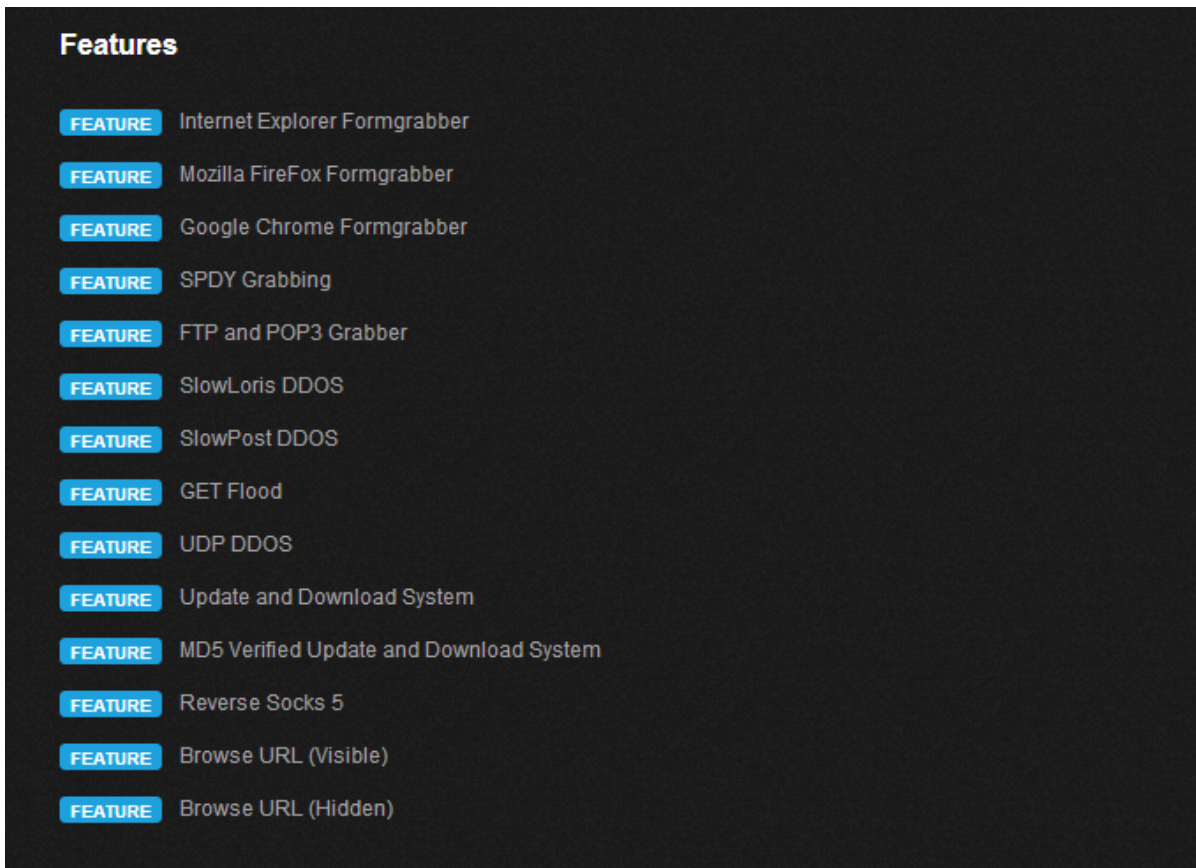 Features
FEATURE Internet Explorer Formgrabber
FEATURE Mozilla FireFox Formgrabber
FEATURE Google Chrome Formgrabber
FEATURE SPDY Grabbing
FEATURE FTP and POP3 Grabber
FEATURE SlowLoris DDOS
FEATURE SlowPost DDOS
FEATURE GET Flood
FEATURE UDP DDOS
FEATURE Update and Download System
FEATURE MD5 Verified Update and Download System
FEATURE Reverse Socks 5
FEATURE Browse URL (Visible)
FEATURE Browse URL (Hidden)